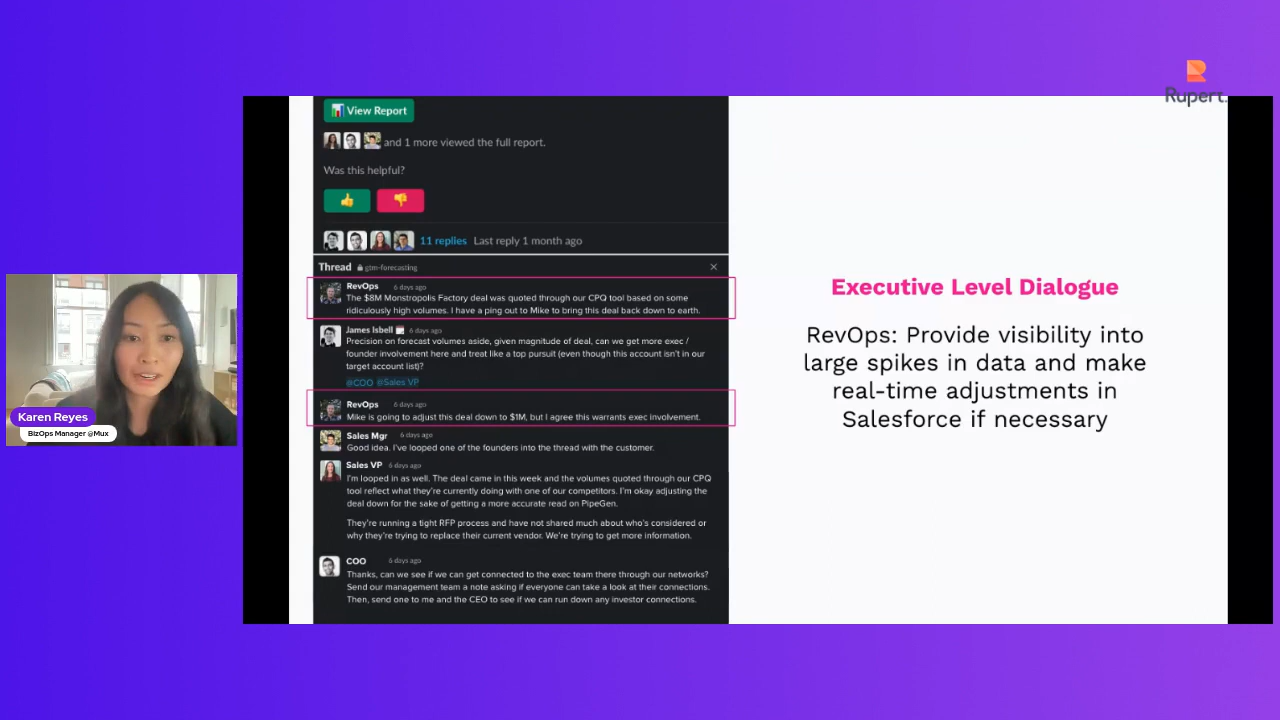 Rupert.
View Report
and 1 more viewed the full report.
Was this helpful?
11 replies Last reply 1 month ago
Thread gtm-forecasting
RevOps 6 days ago
The $8M Monstropolis Factory deal was quoted through our CPQ tool based on some
ridiculously high volumes. I have a ping out to Mike to bring this deal back down to earth.
James Isbell 6 days ago
Precision on forecast volumes aside, given magnitude of deal, can we get more exec /
founder involvement here and treat like a top pursuit (even though this account isn't in our
target account list)?
@COO @Sales VP
RevOps 6 days ago
Mike is going to adjust this deal down to $1M, but I agree this warrants exec involvement.
Sales Mgr 6 days ago
Good idea. I've looped one of the founders into the thread with the customer.
Sales VP 6 days ago
I'm looped in as well. The deal came in this week and the volumes quoted through our CPQ
tool reflect what they're currently doing with one of our competitors. I'm okay adjusting the
deal down for the sake of getting a more accurate read on PipeGen.
They're running a tight RFP process and have not shared much about who's considered or
why they're trying to replace their current vendor. We're trying to get more information.
COO 6 days ago
Thanks, can we see if we can get connected to the exec team there through our networks?
Send our management team a note asking if everyone can take a look at their connections.
Then, send one to me and the CEO to see if we can run down any investor connections.
Executive Level Dialogue
RevOps: Provide visibility into
large spikes in data and make
real-time adjustments in
Salesforce if necessary
Karen Reyes
BizOps Manager @Mux